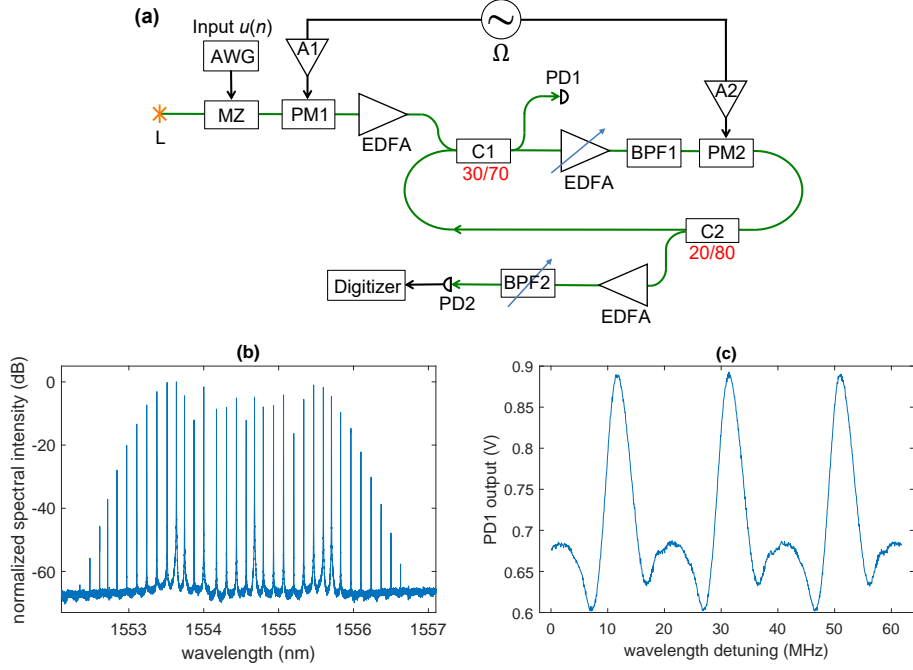 (a)
Input u(n)
AWG
A1
Ω
PD1
A2
L
MZ
PM1
EDFA
C1
30/70
EDFA
BPF1
PM2
C2
20/80
Digitizer
PD2
BPF2
EDFA
(b)
normalized spectral intensity (dB)
0
-20
-40
-60
1553
1554
1555
1556
1557
wavelength (nm)
(c)
PD1 output (V)
0.9
0.85
0.8
0.75
0.7
0.65
0.6
0
10
20
30
40
50
60
wavelength detuning (MHz)